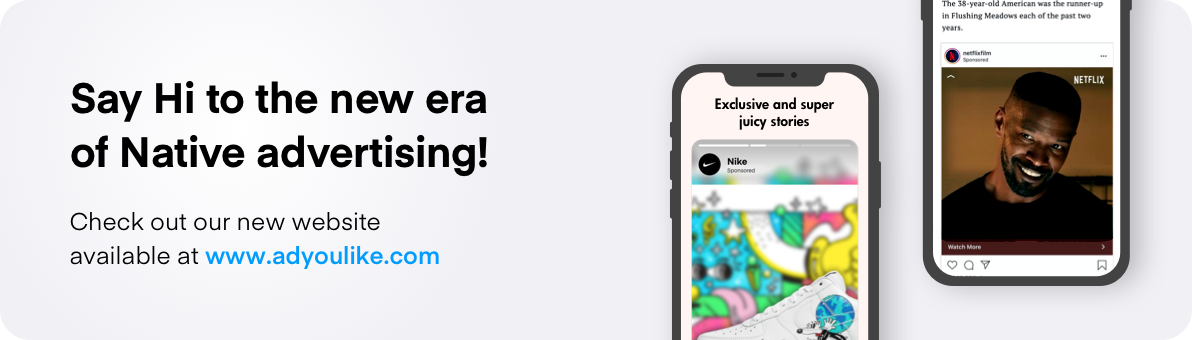 Say Hi to the new era
of Native advertising!
Check out our new website
available at www.adyoulike.com
Exclusive and super
juicy stories
Nike
Sponsored
The 38-year-old American was the runner-up
in Flushing Meadows each of the past two
years.
netflixfilm
Sponsored
NETFLIX
Watch More